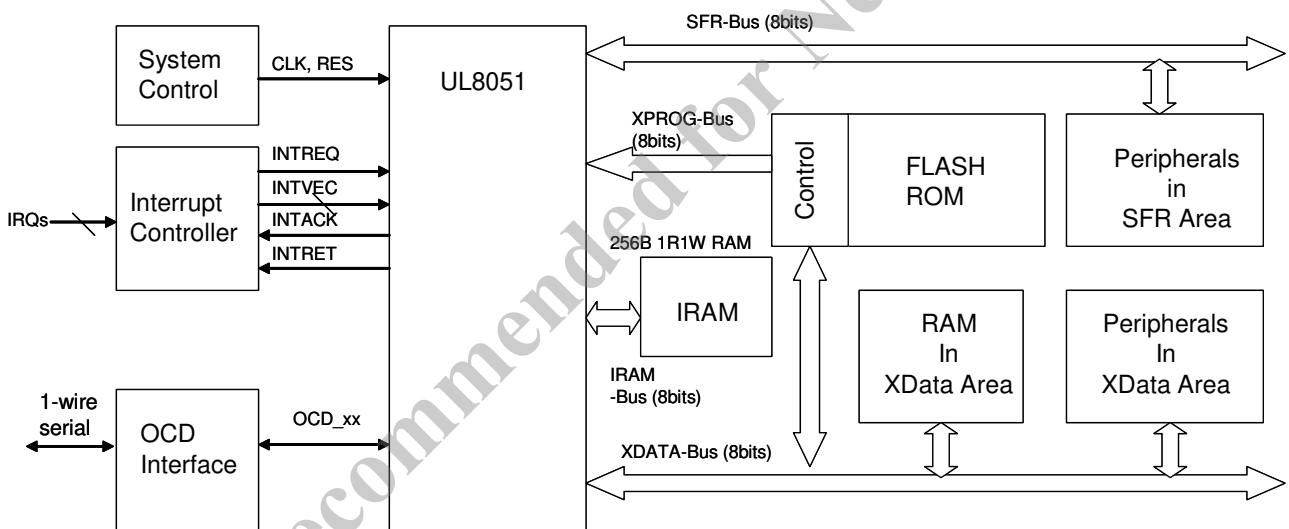 SFR-Bus (8bits)
System
Control
CLK, RES
UL8051
XPROG-Bus
(8bits)
Control
FLASH
ROM
Peripherals
in
SFR Area
IRQs
Interrupt
Controller
INTREQ
INTVEC
INTACK
INTRET
256B 1R1W RAM
IRAM
IRAM
-Bus (8bits)
RAM
In
XData Area
Peripherals
In
XData Area
1-wire
serial
OCD
Interface
OCD_xx
XDATA-Bus (8bits)
ecommended for N